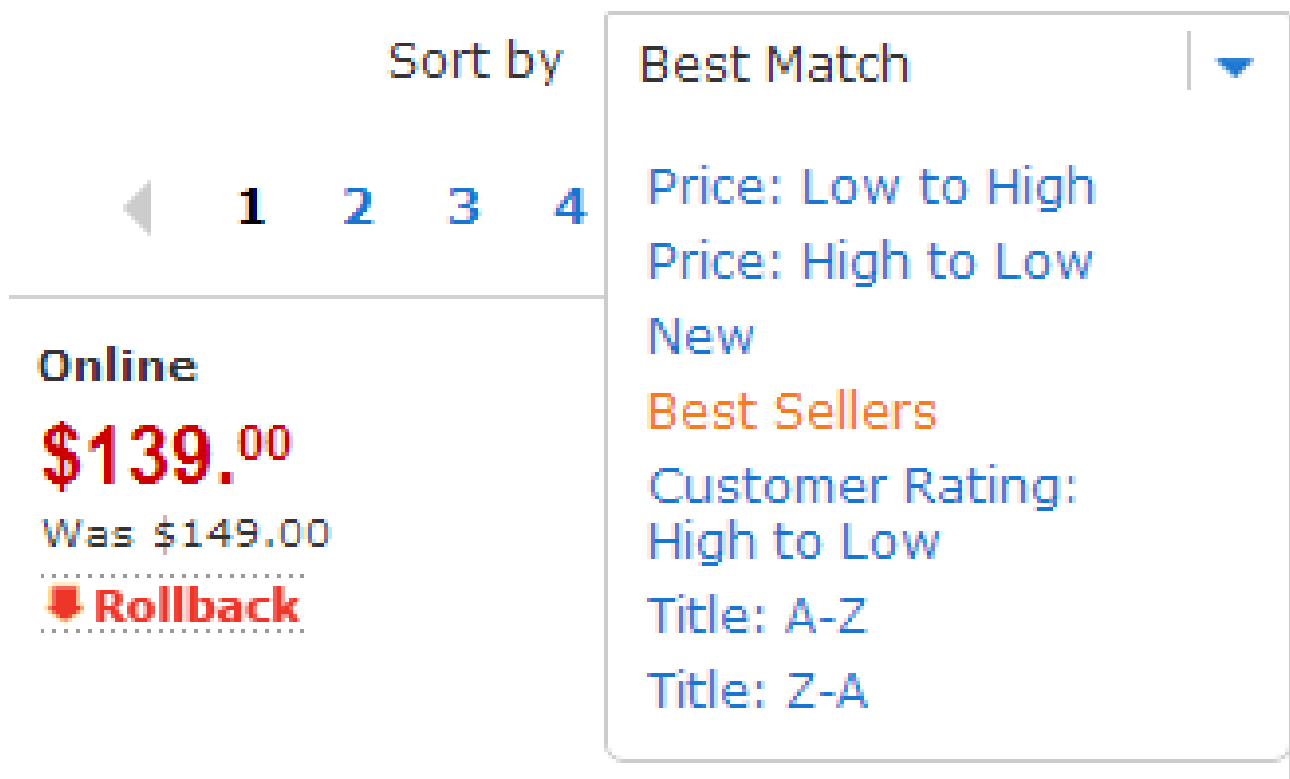 Sort by
Best Match
1 2 3 4
Price: Low to High
Price: High to Low
New
Best Sellers
Customer Rating:
High to Low
Title: A-Z
Title: Z-A
Online
$139.00
Was $149.00
Rollback